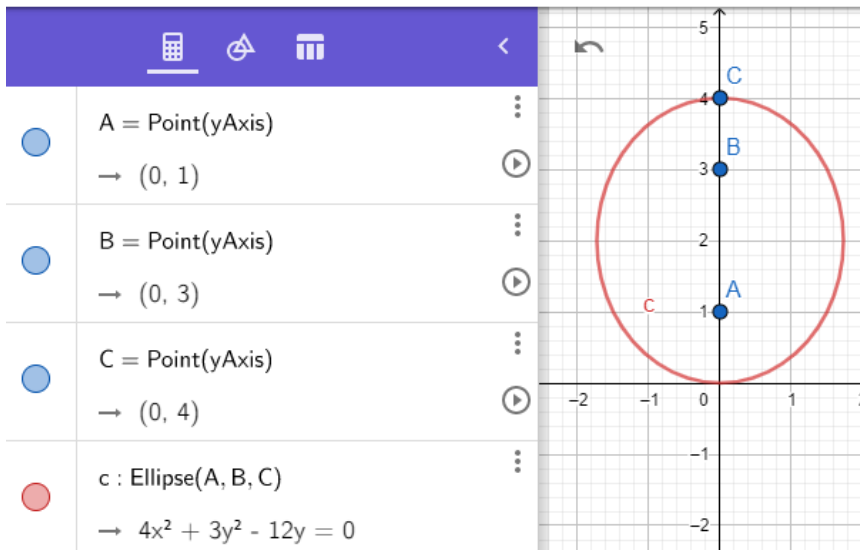 A = Point(yAxis)
→ (0, 1)
B = Point(yAxis)
→ (0, 3)
C = Point(yAxis)
→ (0, 4)
c : Ellipse(A, B, C)
→ 4x² + 3y² - 12y = 0
5
C
4
B
3
2
A
c
1
−2
−1
0
1
2
−1
−2